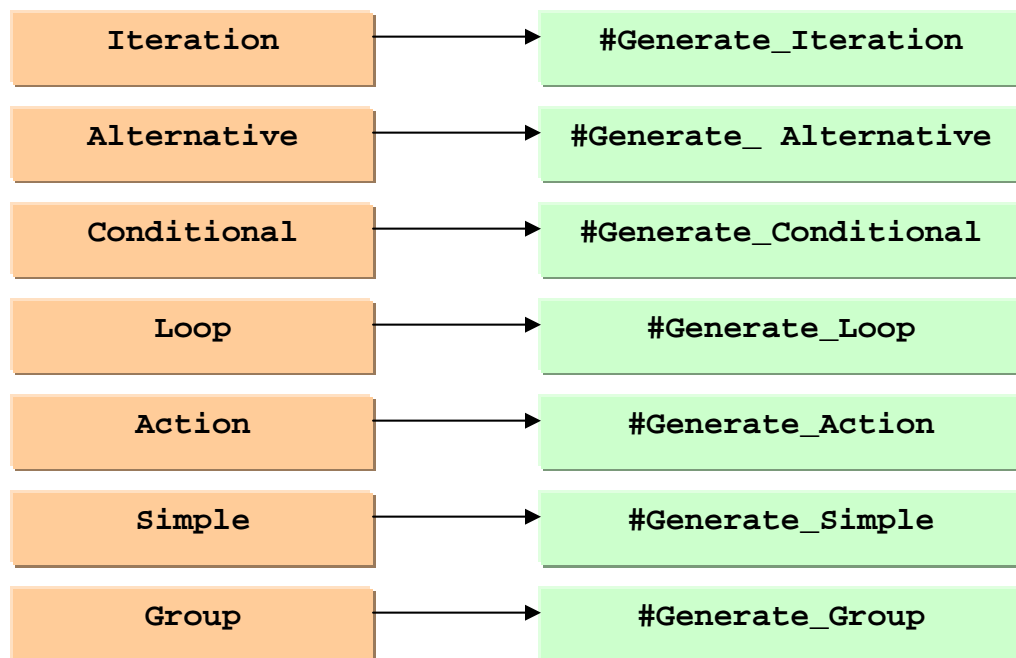 Iteration #Generate_Iteration
Alternative #Generate_ Alternative
Conditional #Generate_Conditional
Loop #Generate_Loop
Action #Generate_Action
Simple #Generate_Simple
Group #Generate_Group